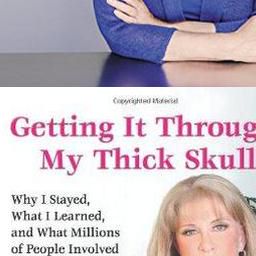 Copyrighted Material
Getting It Throug
My Thick Skull
Why I Stayed,
What I Learned,
and What Millions
of People Involved